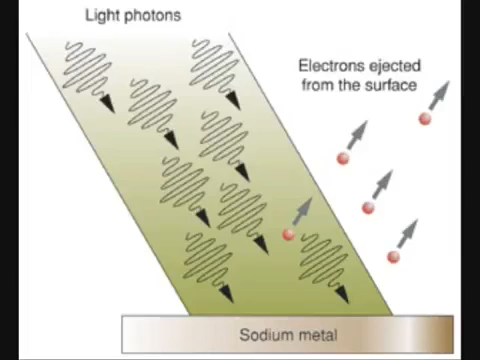 Light photons
Electrons ejected
from the surface
Sodium metal